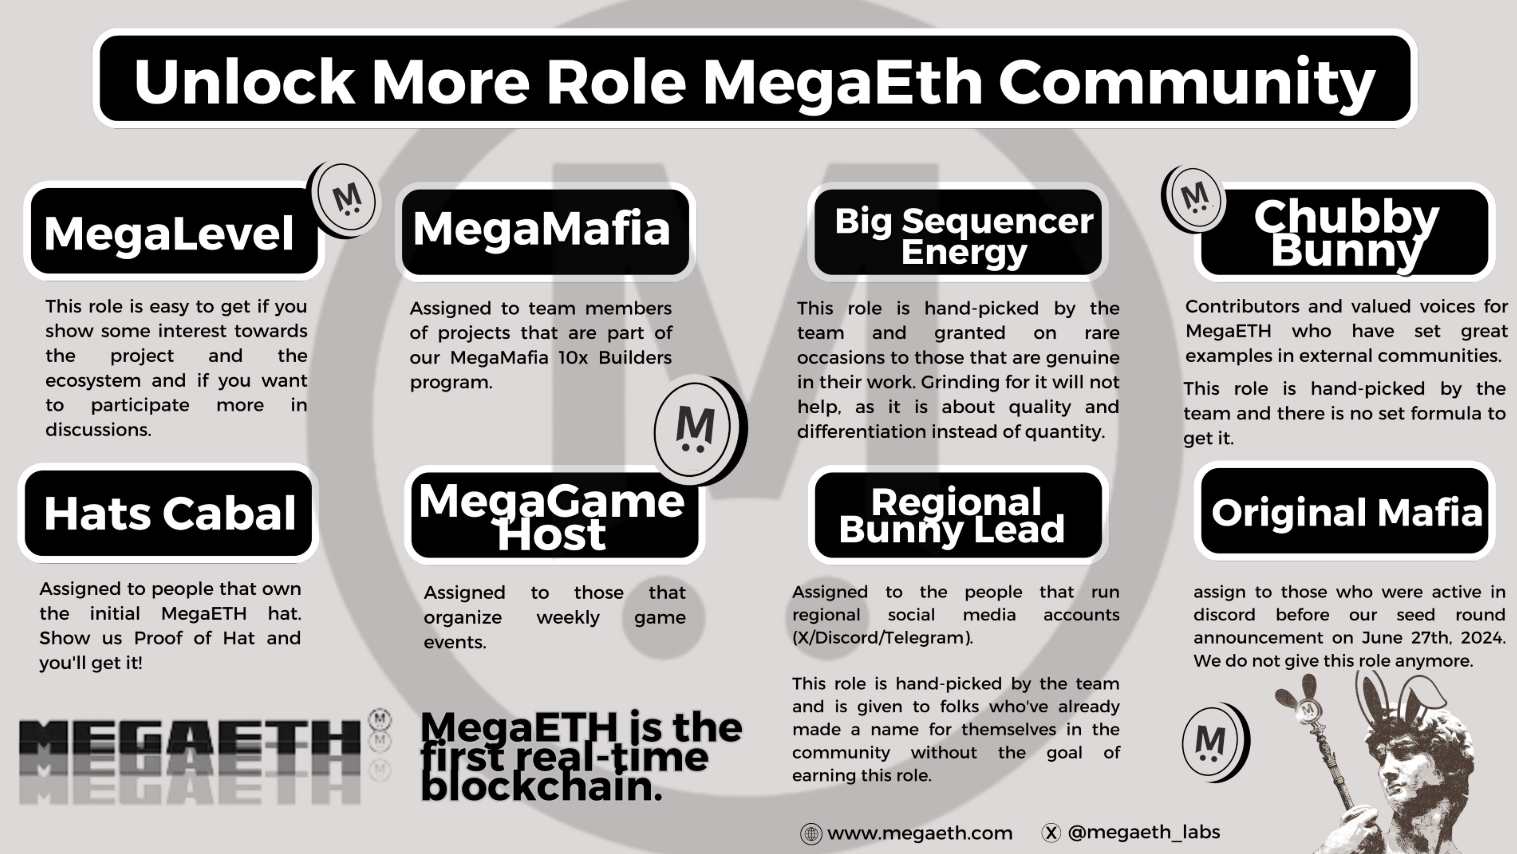 Unlock More Role MegaEth Community
MegaLevel
This role is easy to get if you
show some interest towards
the project and the
ecosystem and if you want
to participate more in
discussions.
MegaMafia
Assigned to team members
of projects that are part of
our MegaMafia 10x Builders
program.
Big Sequencer
Energy
This role is hand-picked by the
team and granted on rare
occasions to those that are genuine
in their work. Grinding for it will not
help, as it is about quality and
differentiation instead of quantity.
Chubby
Bunny
Contributors and valued voices for
MegaETH who have set great
examples in external communities.
This role is hand-picked by the
team and there is no set formula to
get it.
Hats Cabal
Assigned to people that own
the initial MegaETH hat.
Show us Proof of Hat and
you'll get it!
MegaGame
Host
Assigned to those that
organize weekly game
events.
Regional
Bunny Lead
Assigned to the people that run
regional social media accounts
(X/Discord/Telegram).
This role is hand-picked by the team
and is given to folks who've already
made a name for themselves in the
community without the goal of
earning this role.
Original Mafia
assign to those who were active in
discord before our seed round
announcement on June 27th, 2024.
We do not give this role anymore.
MEGAETH
MEGAETH
MEGAETH
MegaETH is the
first real-time
blockchain.
www.megaeth.com
X @megaeth_labs
M
M
M
M
M
M